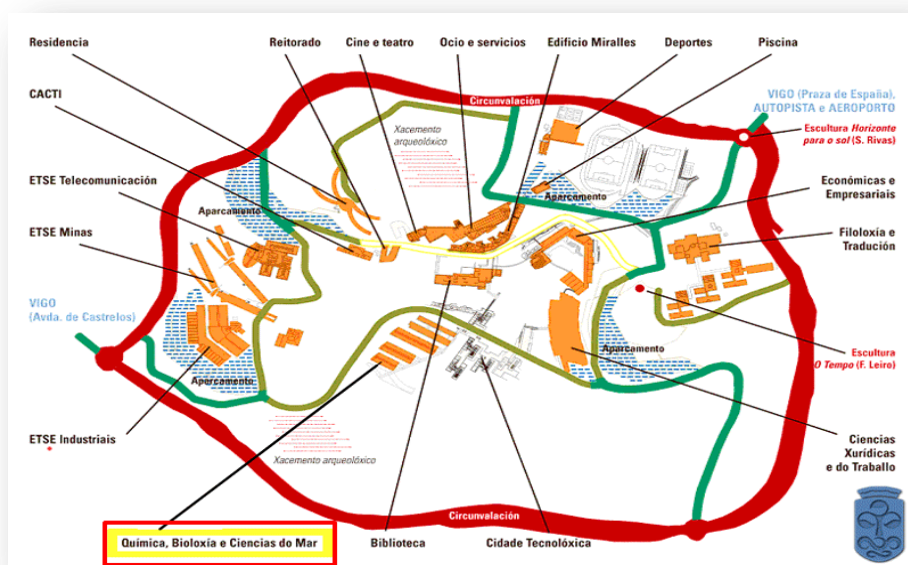 Residencia
Reitorado
Cine e teatro
Ocio e servicios
Edificio Miralles
Deportes
Piscina
CACTI
Circunvalación
VIGO (Praza de España),
AUTOPISTA e AEROPORTO
Escultura Horizonte
para o sol (S. Rivas)
Xacemento
arqueolóxico
ETSE Telecomunicación
Aparcamento
Aparcamento
Económicas e
Empresariais
ETSE Minas
Filoloxía e
Tradución
VIGO
(Avda. de Castrelos)
Aparcamento
Escultura
O Tempo (F. Leiro)
Aparcamento
ETSE Industriais
*
Xacemento arqueolóxico
Ciencias
Xurídicas
e do Traballo
Circunvalación
Química, Bioloxía e Ciencias do Mar
Biblioteca
Cidade Tecnolóxica